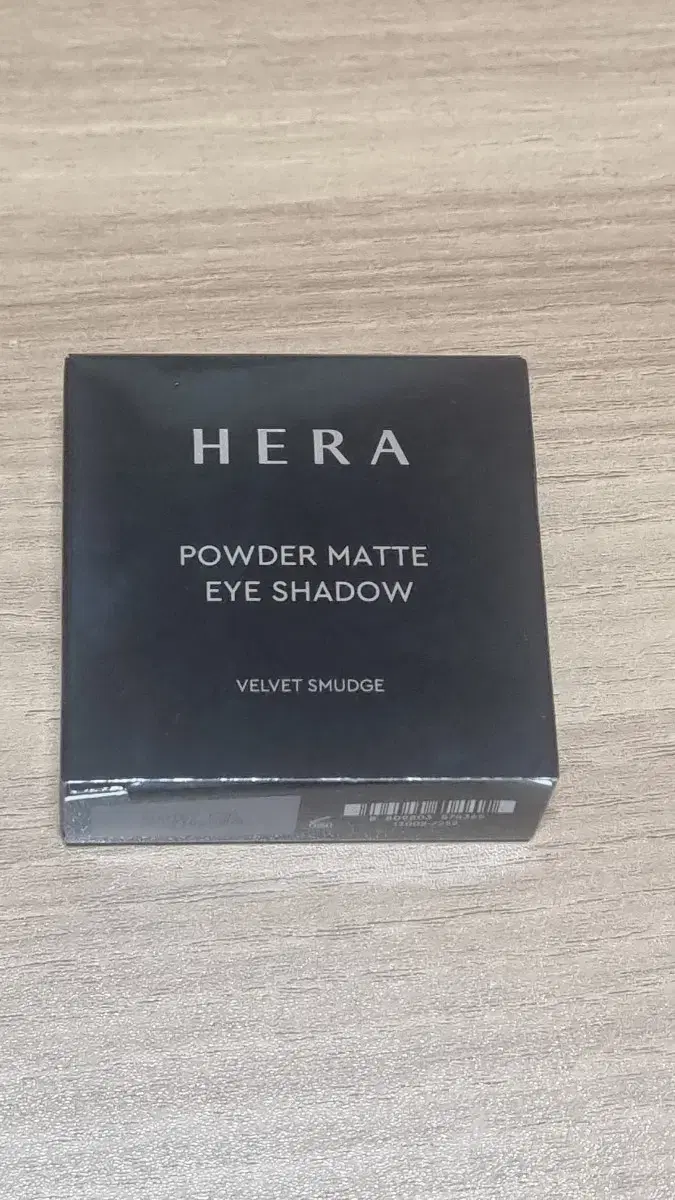 HERA
POWDER MATTE
EYE SHADOW
VELVET SMUDGE